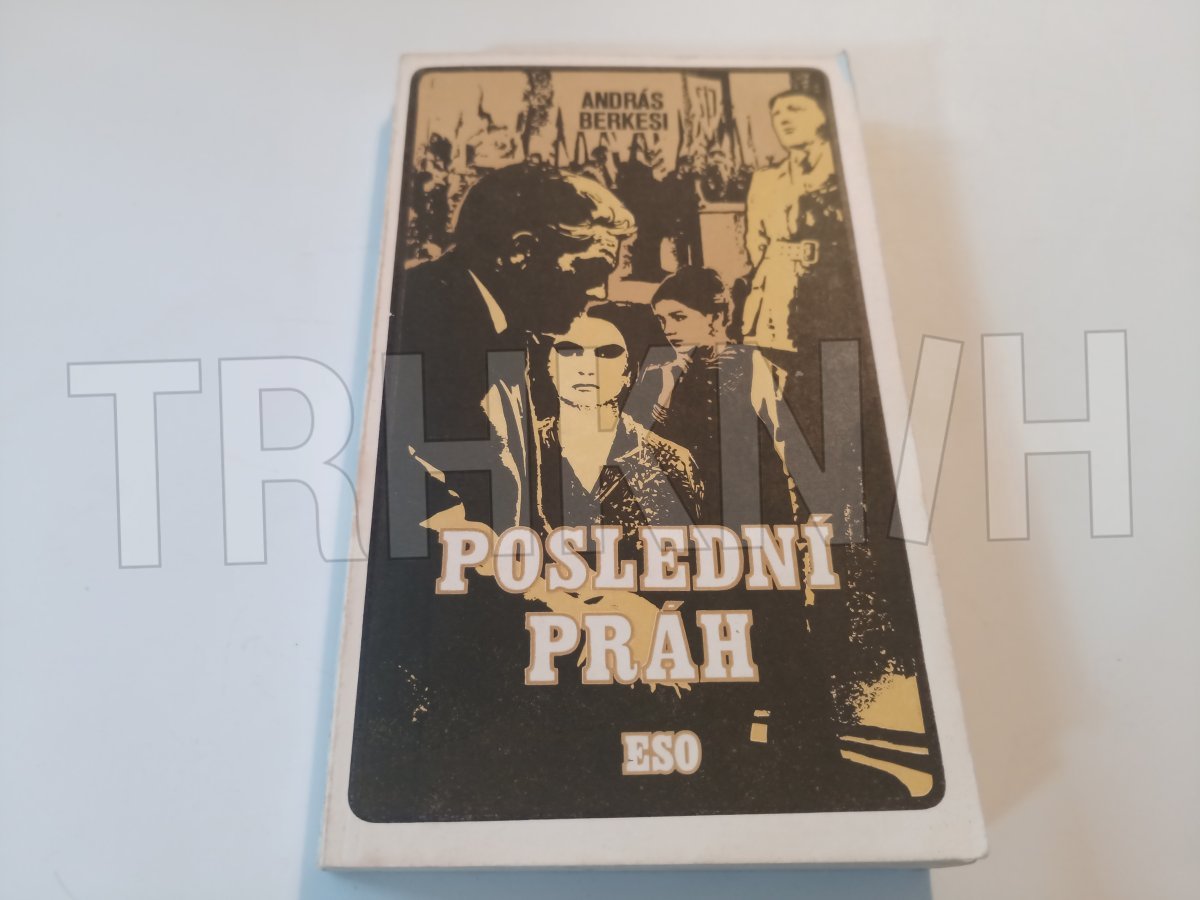 ANDRÁS
BERKESI
TRHKNIH
POSLEDNÍ
PRÁH
ESO